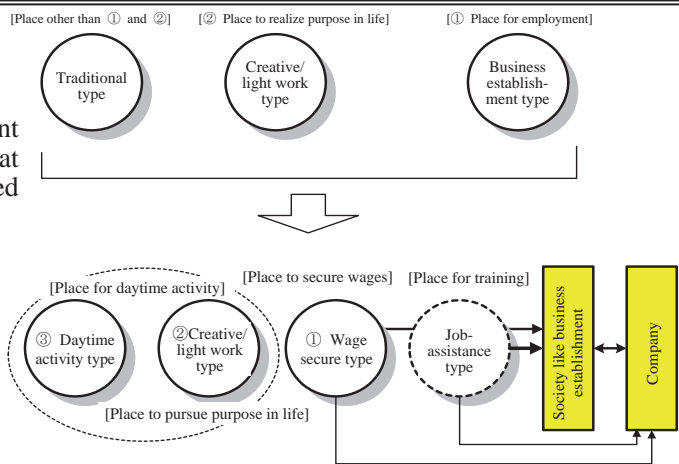 [Place other than ① and ②] [② Place to realize purpose in life] [① Place for employment]
Traditional
type
Creative/
light work
type
Business
establish-
ment type
nt
at
ed
[Place for daytime activity]
[Place to secure wages]
[Place for training]
③ Daytime
activity type
②Creative/
light work
type
① Wage
secure type
Job-
assistance
type
Society like business
establishment
Company
[Place to pursue purpose in life]